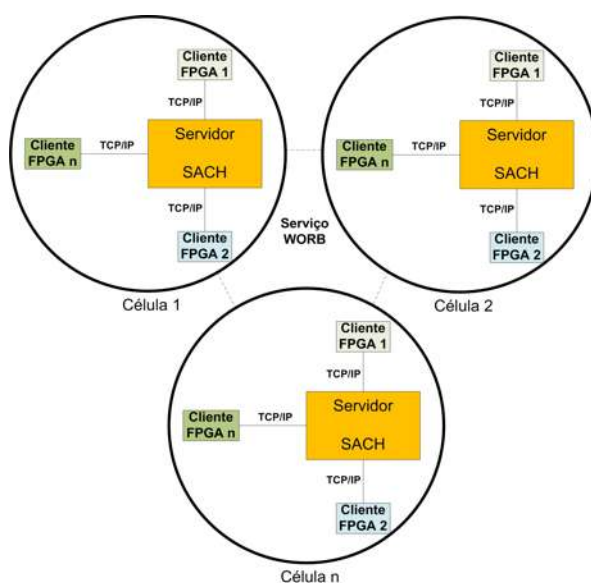 Cliente
FPGA 1
TCP/IP
Cliente
FPGA n
TCP/IP
Servidor
SACH
TCP/IP
Cliente
FPGA 2
Célula 1
Cliente
FPGA 1
TCP/IP
Cliente
FPGA n
TCP/IP
Servidor
SACH
TCP/IP
Cliente
FPGA 2
Célula 2
Serviço
WORB
Cliente
FPGA 1
TCP/IP
Cliente
FPGA n
TCP/IP
Servidor
SACH
TCP/IP
Cliente
FPGA 2
Célula n